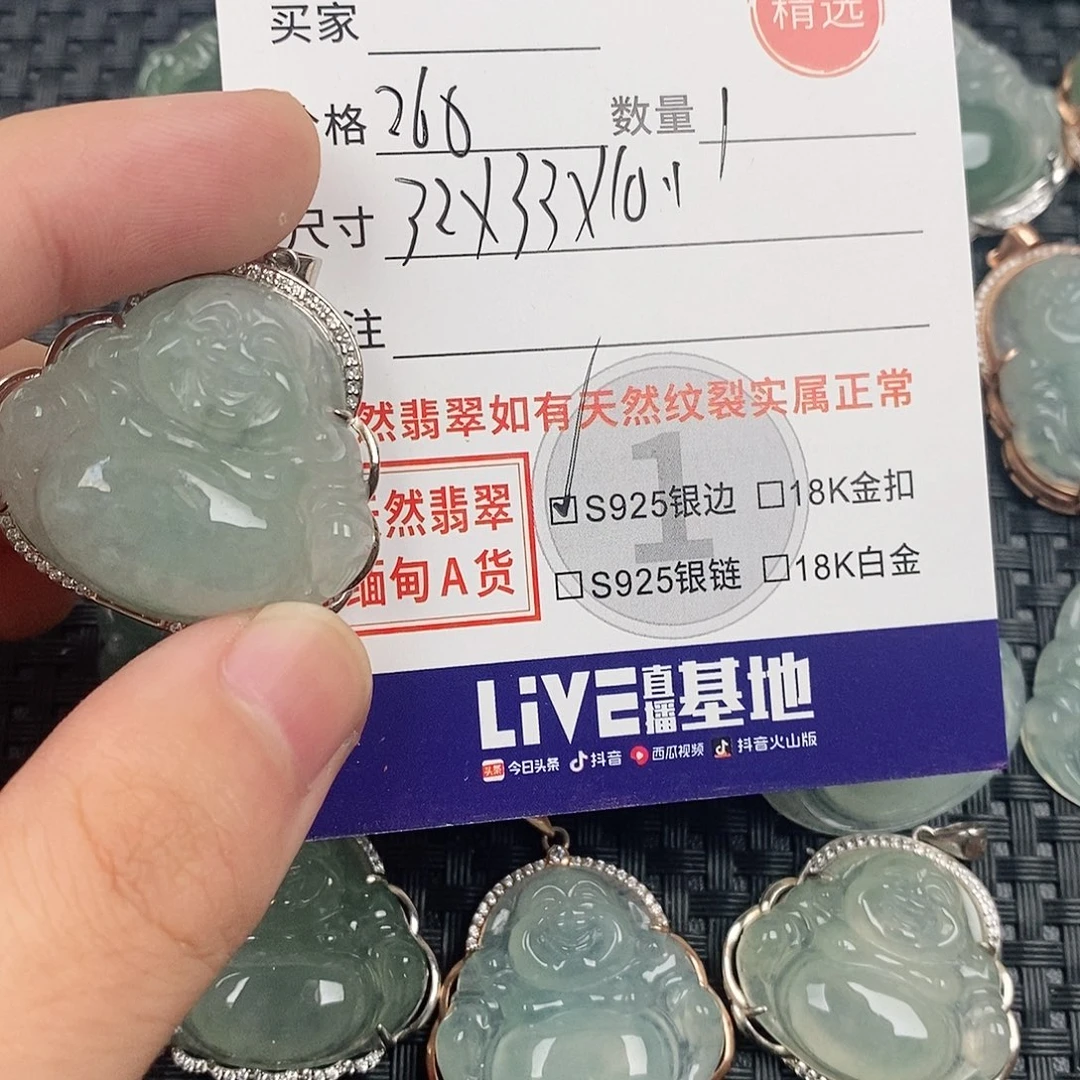 精选
买家
格 260 数量 1
尺寸 32X33X10
注
然翡翠如有天然纹裂实属正常
然翡翠
缅甸A货
1
☑S925银边 □18K金扣
□S925银链 □18K白金
LiVE直播基地
头条 今日头条 抖音 西瓜视频 抖音火山版